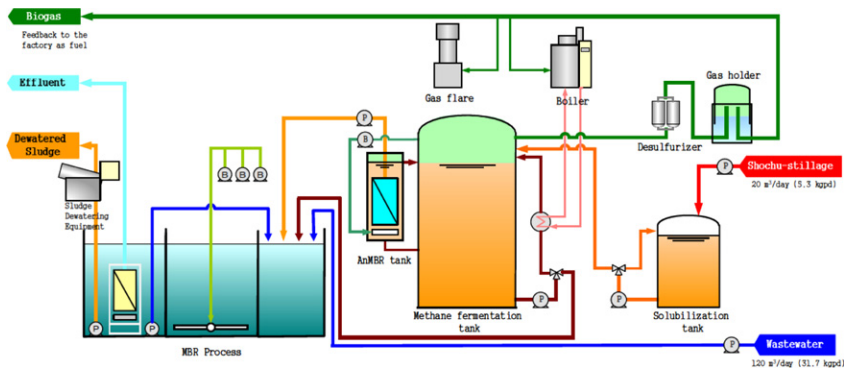 Biogas
Feedback to the
factory as fuel
Effluent
Dewatered
Sludge
Sludge
Dewatering
Equipment
P
P
B B B
MBR Process
P
B
AnMBR tank
Gas flare
Boiler
Methane fermentation
tank
P
Desulfurizer
Gas holder
P
Shochu-stillage
20 m³/day (5.3 kgpd)
P
Solubilization
tank
P
Wastewater
120 m³/day (31.7 kgpd)